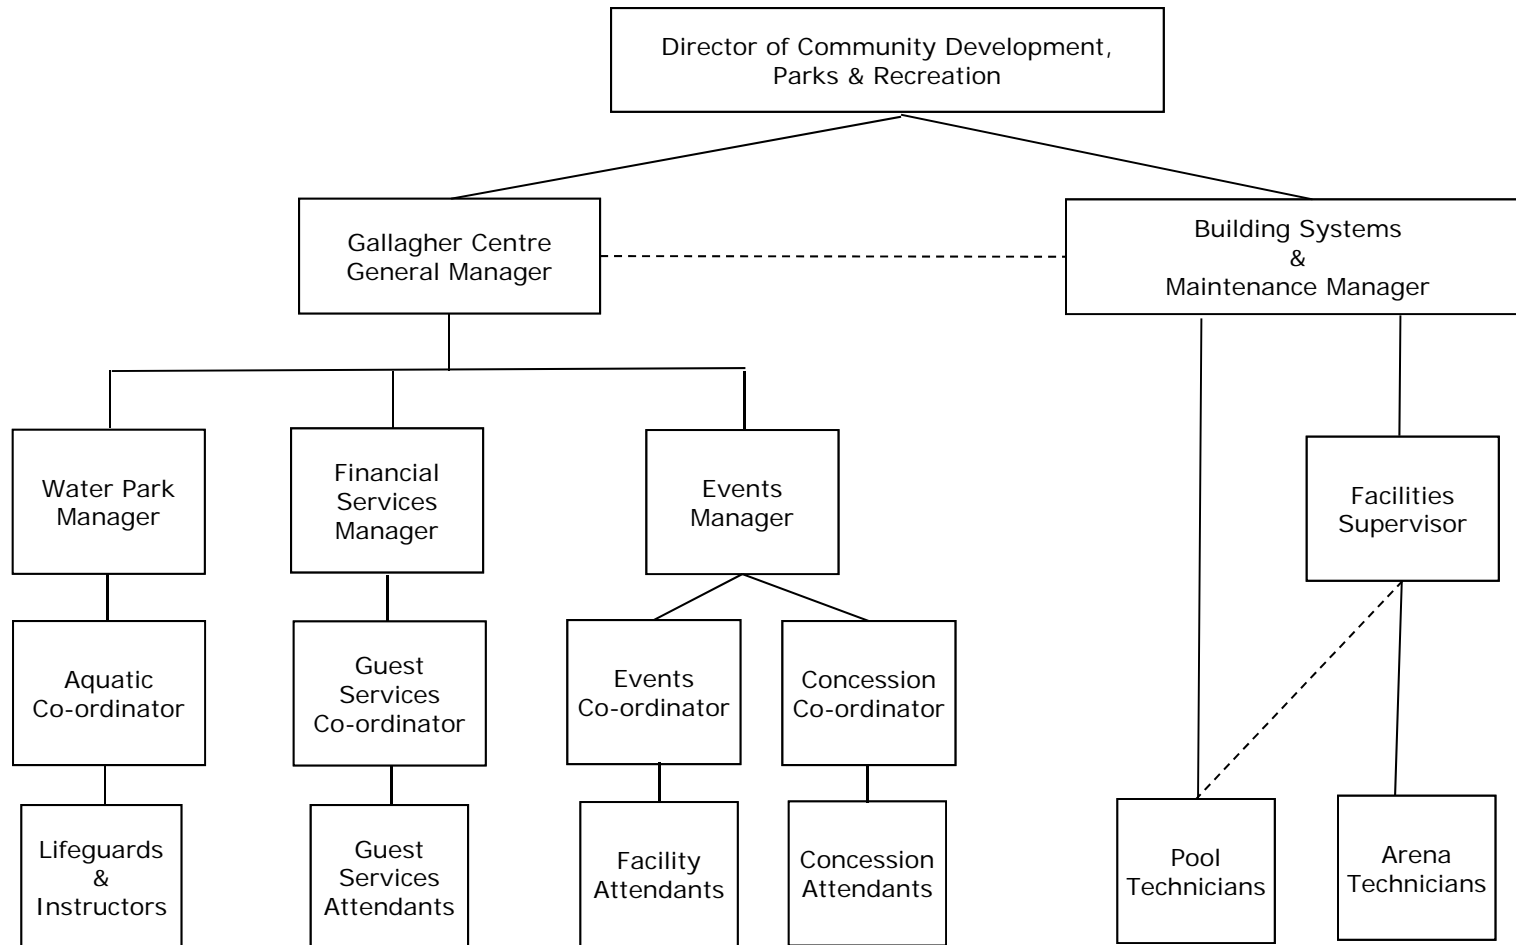 Director of Community Development,
Parks & Recreation
Gallagher Centre
General Manager
Building Systems
&
Maintenance Manager
Water Park
Manager
Financial
Services
Manager
Events
Manager
Facilities
Supervisor
Aquatic
Co-ordinator
Guest
Services
Co-ordinator
Events
Co-ordinator
Concession
Co-ordinator
Lifeguards
&
Instructors
Guest
Services
Attendants
Facility
Attendants
Concession
Attendants
Pool
Technicians
Arena
Technicians